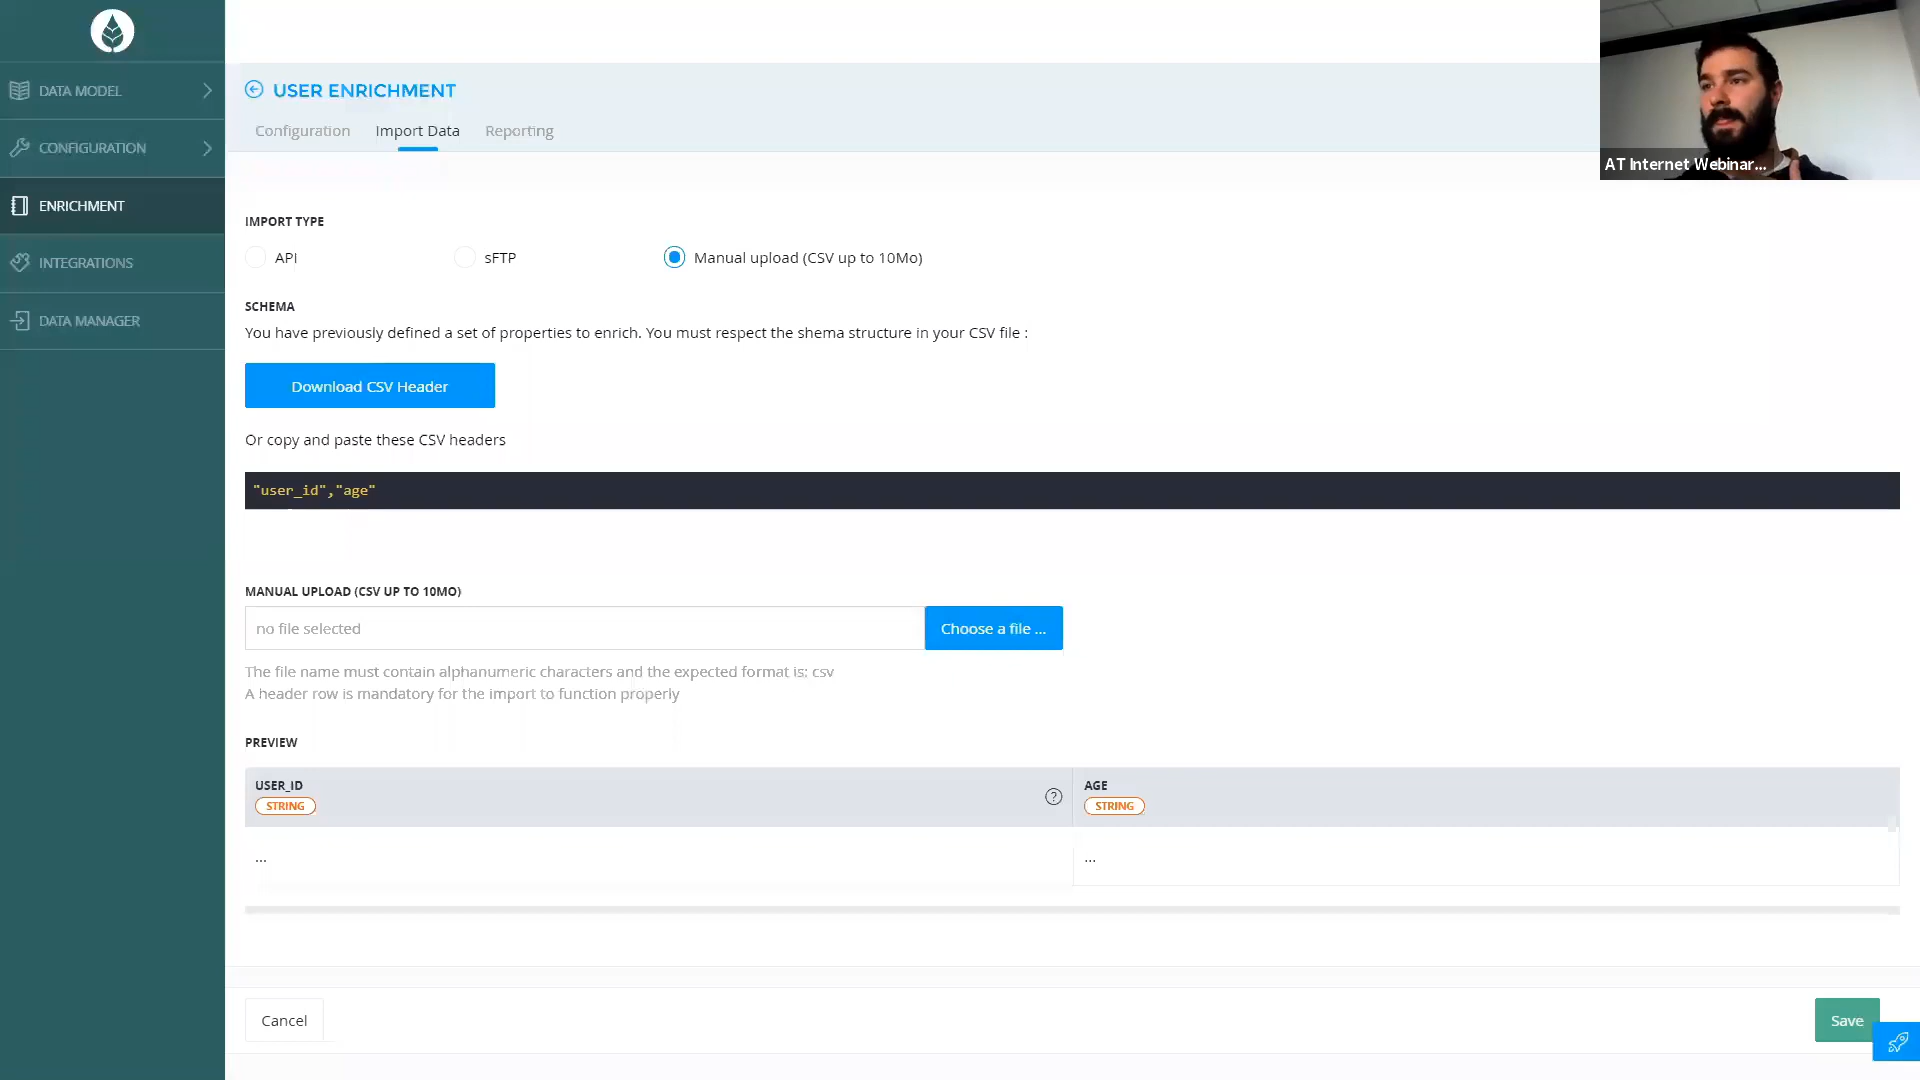 DATA MODEL
CONFIGURATION
ENRICHMENT
INTEGRATIONS
DATA MANAGER
USER ENRICHMENT
Configuration
Import Data
Reporting
AT Internet Webinar...
IMPORT TYPE
API
sFTP
Manual upload (CSV up to 10Mo)
SCHEMA
You have previously defined a set of properties to enrich. You must respect the shema structure in your CSV file :
Download CSV Header
Or copy and paste these CSV headers
"user_id","age"
MANUAL UPLOAD (CSV UP TO 10MO)
no file selected
Choose a file ...
The file name must contain alphanumeric characters and the expected format is: csv
A header row is mandatory for the import to function properly
PREVIEW
USER_ID
STRING
?
AGE
STRING
...
...
Cancel
Save